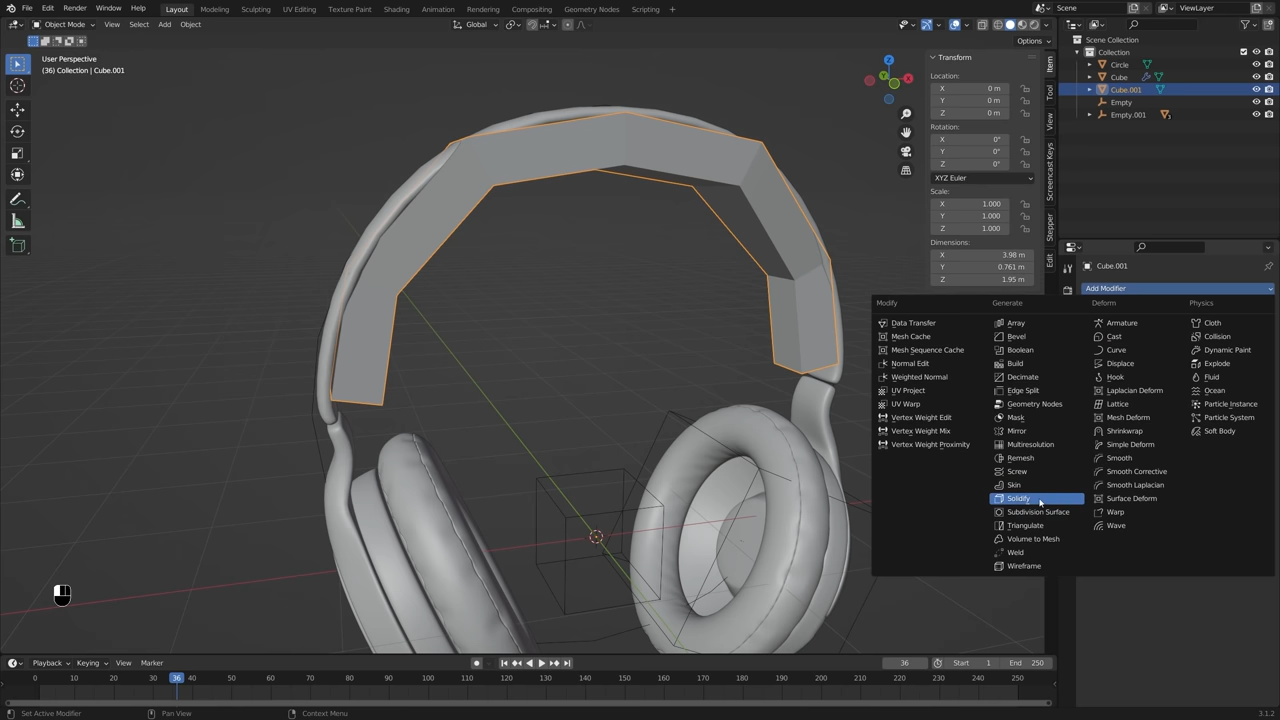 File Edit Render Window Help Layout Modeling Sculpting UV Editing Texture Paint Shading Animation Rendering Compositing Geometry Nodes Scripting + Scene ViewLayer
Object Mode View Select Add Object Global
Options
User Perspective
(36) Collection | Cube.001
Transform
Location:
X 0 m
Y 0 m
Z 0 m
Rotation:
X 0°
Y 0°
Z 0°
XYZ Euler
Scale:
X 1.000
Y 1.000
Z 1.000
Dimensions:
X 3.98 m
Y 0.761 m
Z 1.95 m
Item
Tool
View
Screencast Keys
Stepper
Edit
Z
X
Y
Scene Collection
Collection
Circle
Cube
Cube.001
Empty
Empty.001 3
Cube.001
Add Modifier
Modify
Data Transfer
Mesh Cache
Mesh Sequence Cache
Normal Edit
Weighted Normal
UV Project
UV Warp
Vertex Weight Edit
Vertex Weight Mix
Vertex Weight Proximity
Generate
Array
Bevel
Boolean
Build
Decimate
Edge Split
Geometry Nodes
Mask
Mirror
Multiresolution
Remesh
Screw
Skin
Solidify
Subdivision Surface
Triangulate
Volume to Mesh
Weld
Wireframe
Deform
Armature
Cast
Curve
Displace
Hook
Laplacian Deform
Lattice
Mesh Deform
Shrinkwrap
Simple Deform
Smooth
Smooth Corrective
Smooth Laplacian
Surface Deform
Warp
Wave
Physics
Cloth
Collision
Dynamic Paint
Explode
Fluid
Ocean
Particle Instance
Particle System
Soft Body
Playback Keying View Marker 36 Start 1 End 250
0 10 20 30 36 40 50 60 70 80 90 100 110 120 130 140 150 160 170 180 190 200 210 220 230 240 250
Set Active Modifier Pan View Context Menu 3.1.2